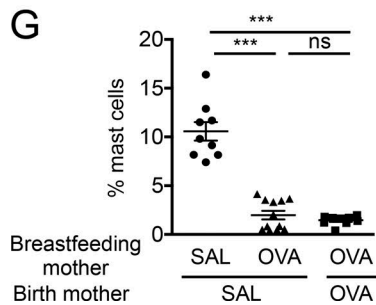 G
***
*** ns
20
15
10
5
0
% mast cells
Breastfeeding mother SAL OVA OVA
Birth mother SAL OVA